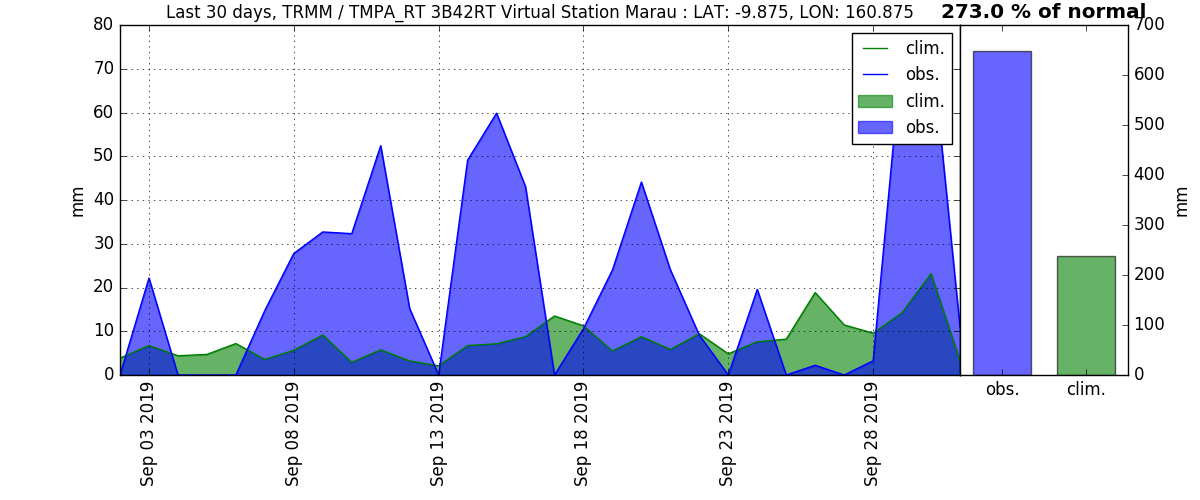 Last 30 days, TRMM / TMPA_RT 3B42RT Virtual Station Marau : LAT: -9.875, LON: 160.875
273.0 % of normal
80
70
60
50
40
30
20
10
0
mm
clim.
obs.
clim.
obs.
700
600
500
400
300
200
100
0
mm
Sep 03 2019
Sep 08 2019
Sep 13 2019
Sep 18 2019
Sep 23 2019
Sep 28 2019
obs.
clim.